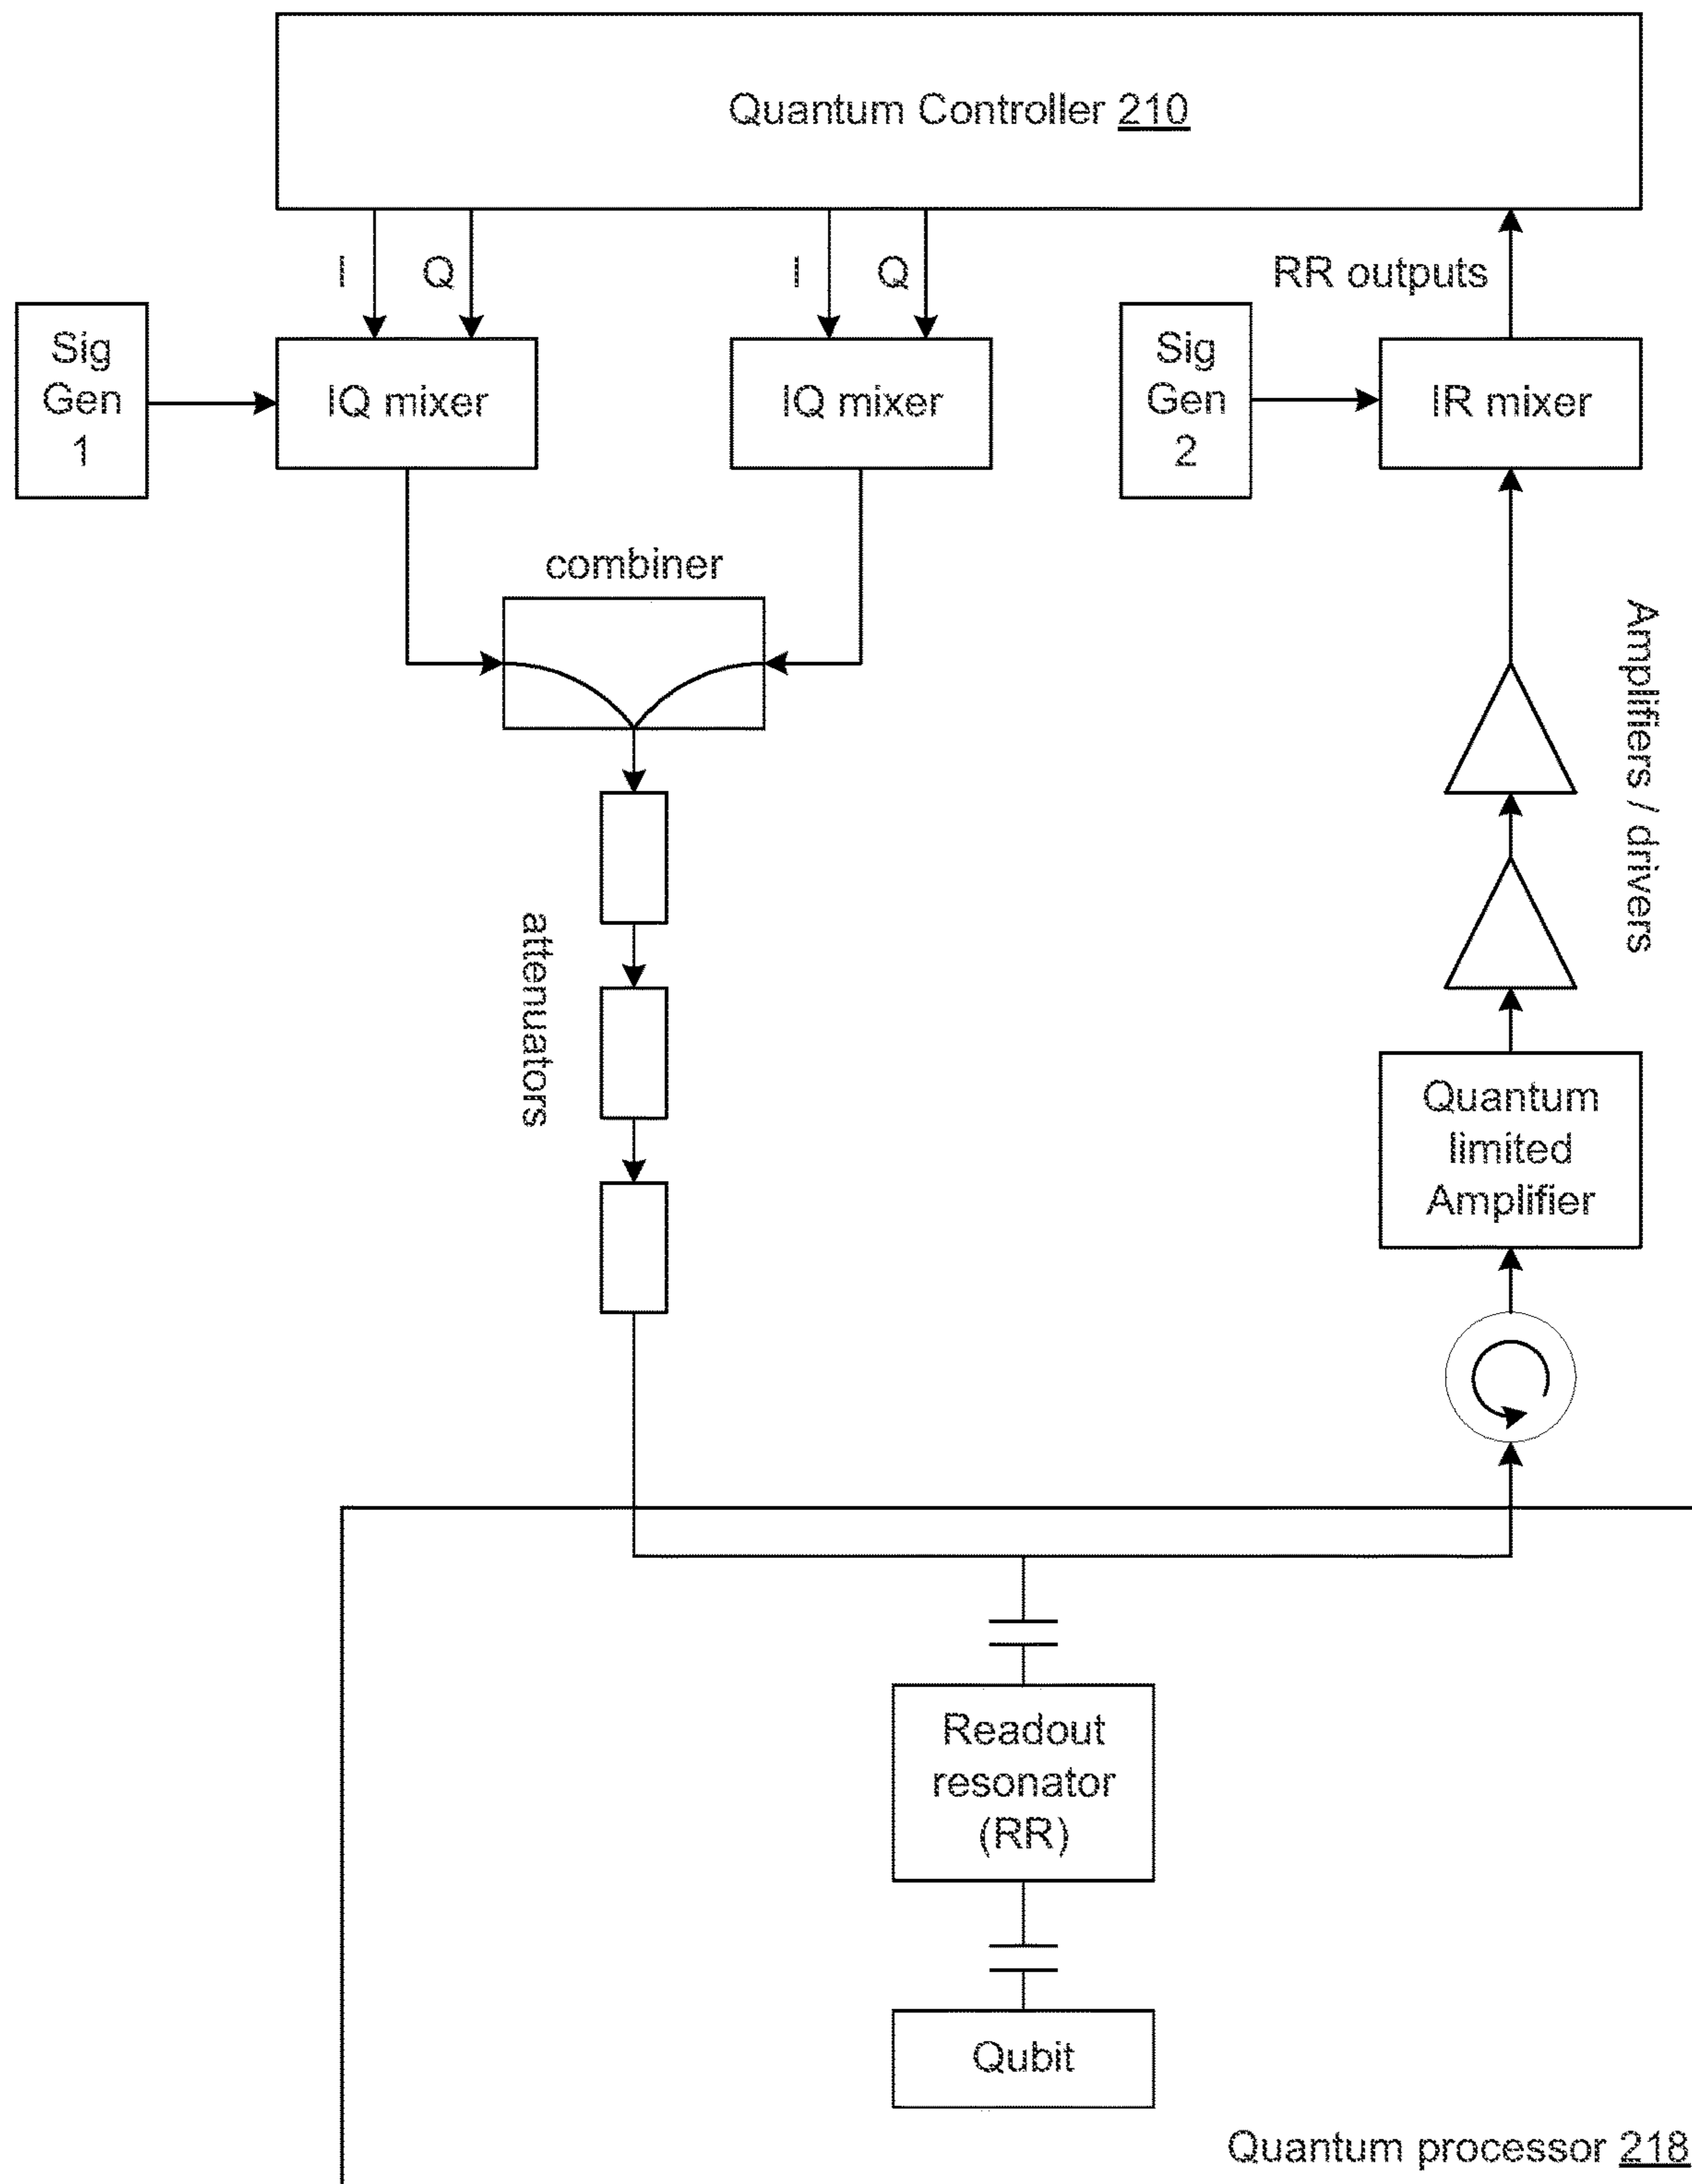 Quantum Controller 210
I
Q
I
Q
RR outputs
Sig
Gen
1
IQ mixer
IQ mixer
Sig
Gen
2
IR mixer
combiner
Amplifiers / drivers
attenuators
Quantum
limited
Amplifier
Readout
resonator
(RR)
Qubit
Quantum processor 218